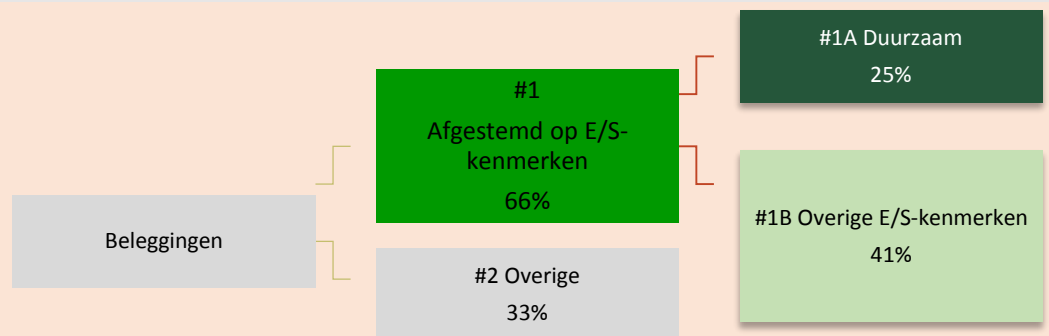 Beleggingen
#1
Afgestemd op E/S-
kenmerken
66%
#2 Overige
33%
#1A Duurzaam
25%
#1B Overige E/S-kenmerken
41%